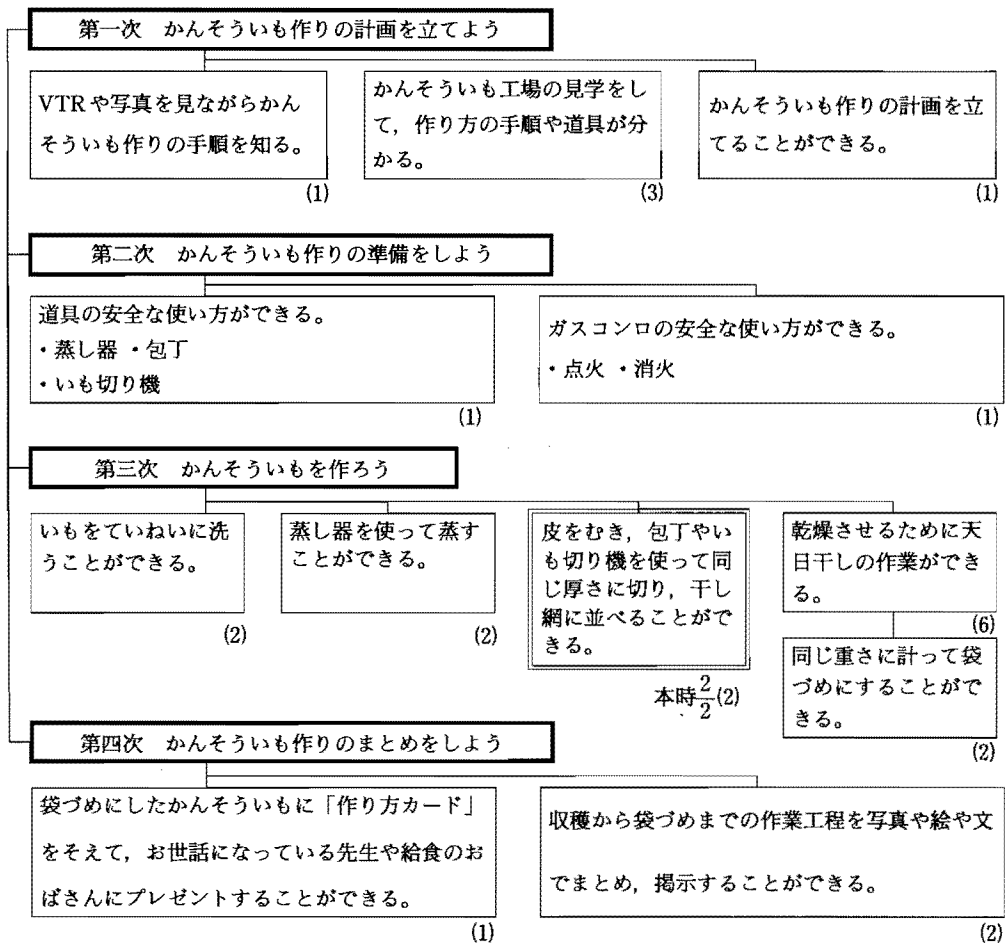 第一次 かんそういも作りの計画を立てよう
VTRや写真を見ながらかん
そういも作りの手順を知る。
(1)
かんそういも工場の見学をし
て，作り方の手順や道具が分
かる。
(3)
かんそういも作りの計画を立
てることができる。
(1)
第二次 かんそういも作りの準備をしよう
道具の安全な使い方ができる。
・蒸し器 ・包丁
・いも切り機
(1)
ガスコンロの安全な使い方ができる。
・点火 ・消火
(1)
第三次 かんそういもを作ろう
いもをていねいに洗
うことができる。
(2)
蒸し器を使って蒸す
ことができる。
(2)
皮をむき，包丁やい
も切り機を使って同
じ厚さに切り，干し
網に並べることがで
きる。
本時2/2(2)
乾燥させるために天
日干しの作業ができ
る。
(6)
同じ重さに計って袋
づめにすることがで
きる。
(2)
第四次 かんそういも作りのまとめをしよう
袋づめにしたかんそういもに「作り方カード」
をそえて，お世話になっている先生や給食のお
ばさんにプレゼントすることができる。
(1)
収穫から袋づめまでの作業工程を写真や絵や文
でまとめ，掲示することができる。
(2)